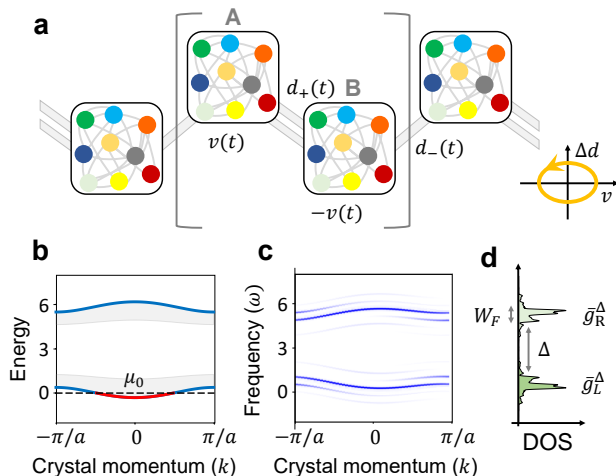 a
A
B
d₊(t)
v(t)
d₋(t)
−v(t)
Δd
v
b
c
d
Energy
6
3
0
μ₀
−π/a
0
π/a
Crystal momentum (k)
Frequency (ω)
6
3
0
−π/a
0
π/a
Crystal momentum (k)
W_F
ḡ_R^Δ
Δ
ḡ_L^Δ
DOS